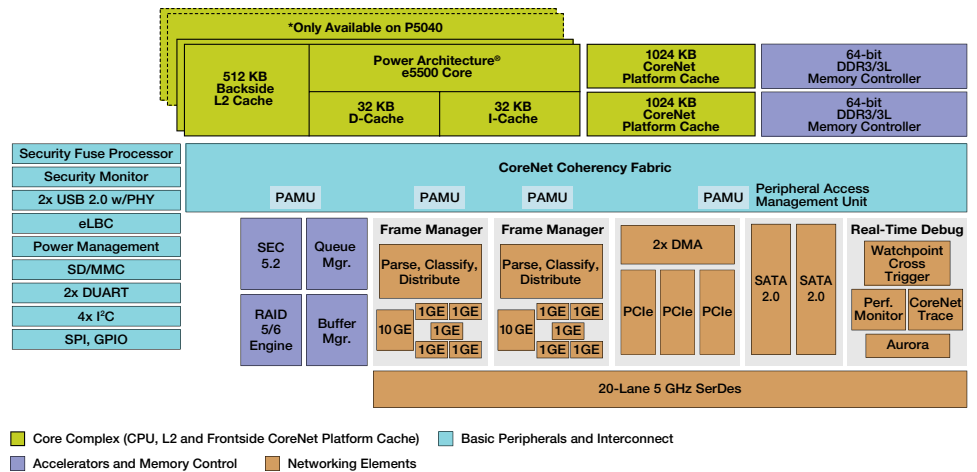 *Only Available on P5040
512 KB
Backside
L2 Cache
Power Architecture®
e5500 Core
32 KB
D-Cache
32 KB
I-Cache
1024 KB
CoreNet
Platform Cache
1024 KB
CoreNet
Platform Cache
64-bit
DDR3/3L
Memory Controller
64-bit
DDR3/3L
Memory Controller
Security Fuse Processor
Security Monitor
2x USB 2.0 w/PHY
eLBC
Power Management
SD/MMC
2x DUART
4x I²C
SPI, GPIO
CoreNet Coherency Fabric
PAMU
PAMU
PAMU
PAMU
Peripheral Access
Management Unit
SEC
5.2
Queue
Mgr.
RAID
5/6
Engine
Buffer
Mgr.
Frame Manager
Parse, Classify,
Distribute
10 GE
1GE 1GE
1GE
1GE 1GE
Frame Manager
Parse, Classify,
Distribute
10 GE
1GE 1GE
1GE
1GE 1GE
2x DMA
PCIe
PCIe
PCIe
SATA
2.0
SATA
2.0
Real-Time Debug
Watchpoint
Cross
Trigger
Perf.
Monitor
CoreNet
Trace
Aurora
20-Lane 5 GHz SerDes
Core Complex (CPU, L2 and Frontside CoreNet Platform Cache)
Basic Peripherals and Interconnect
Accelerators and Memory Control
Networking Elements